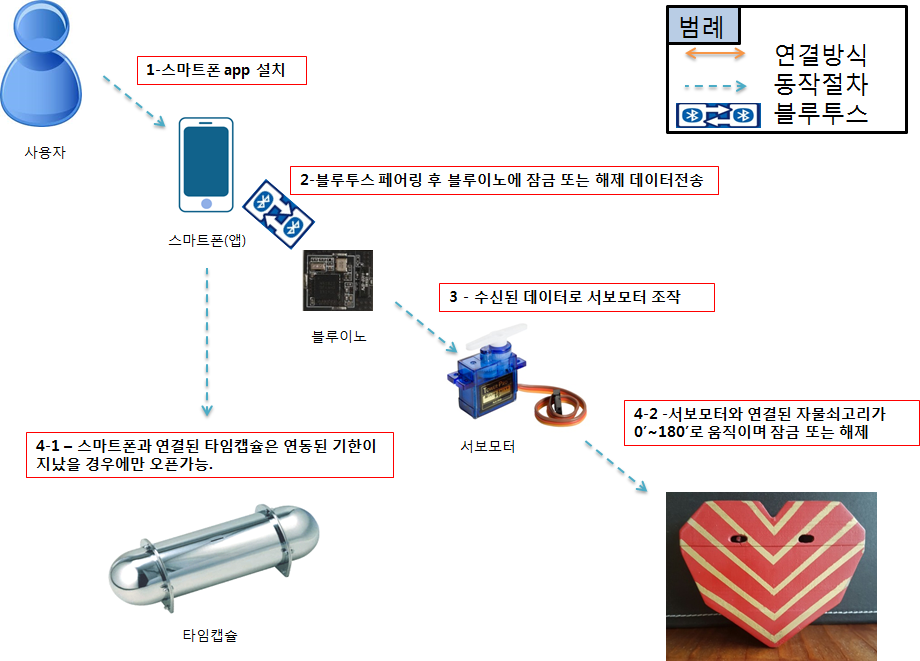 범례
연결방식
동작절차
블루투스
1-스마트폰 app 설치
사용자
2-블루투스 페어링 후 블루이노에 잠금 또는 해제 데이터전송
스마트폰(앱)
3 - 수신된 데이터로 서보모터 조작
블루이노
4-2 -서보모터와 연결된 자물쇠고리가
0′~180′로 움직이며 잠금 또는 해제
4-1 – 스마트폰과 연결된 타임캡슐은 연동된 기한이
지났을 경우에만 오픈가능.
서보모터
타임캡슐